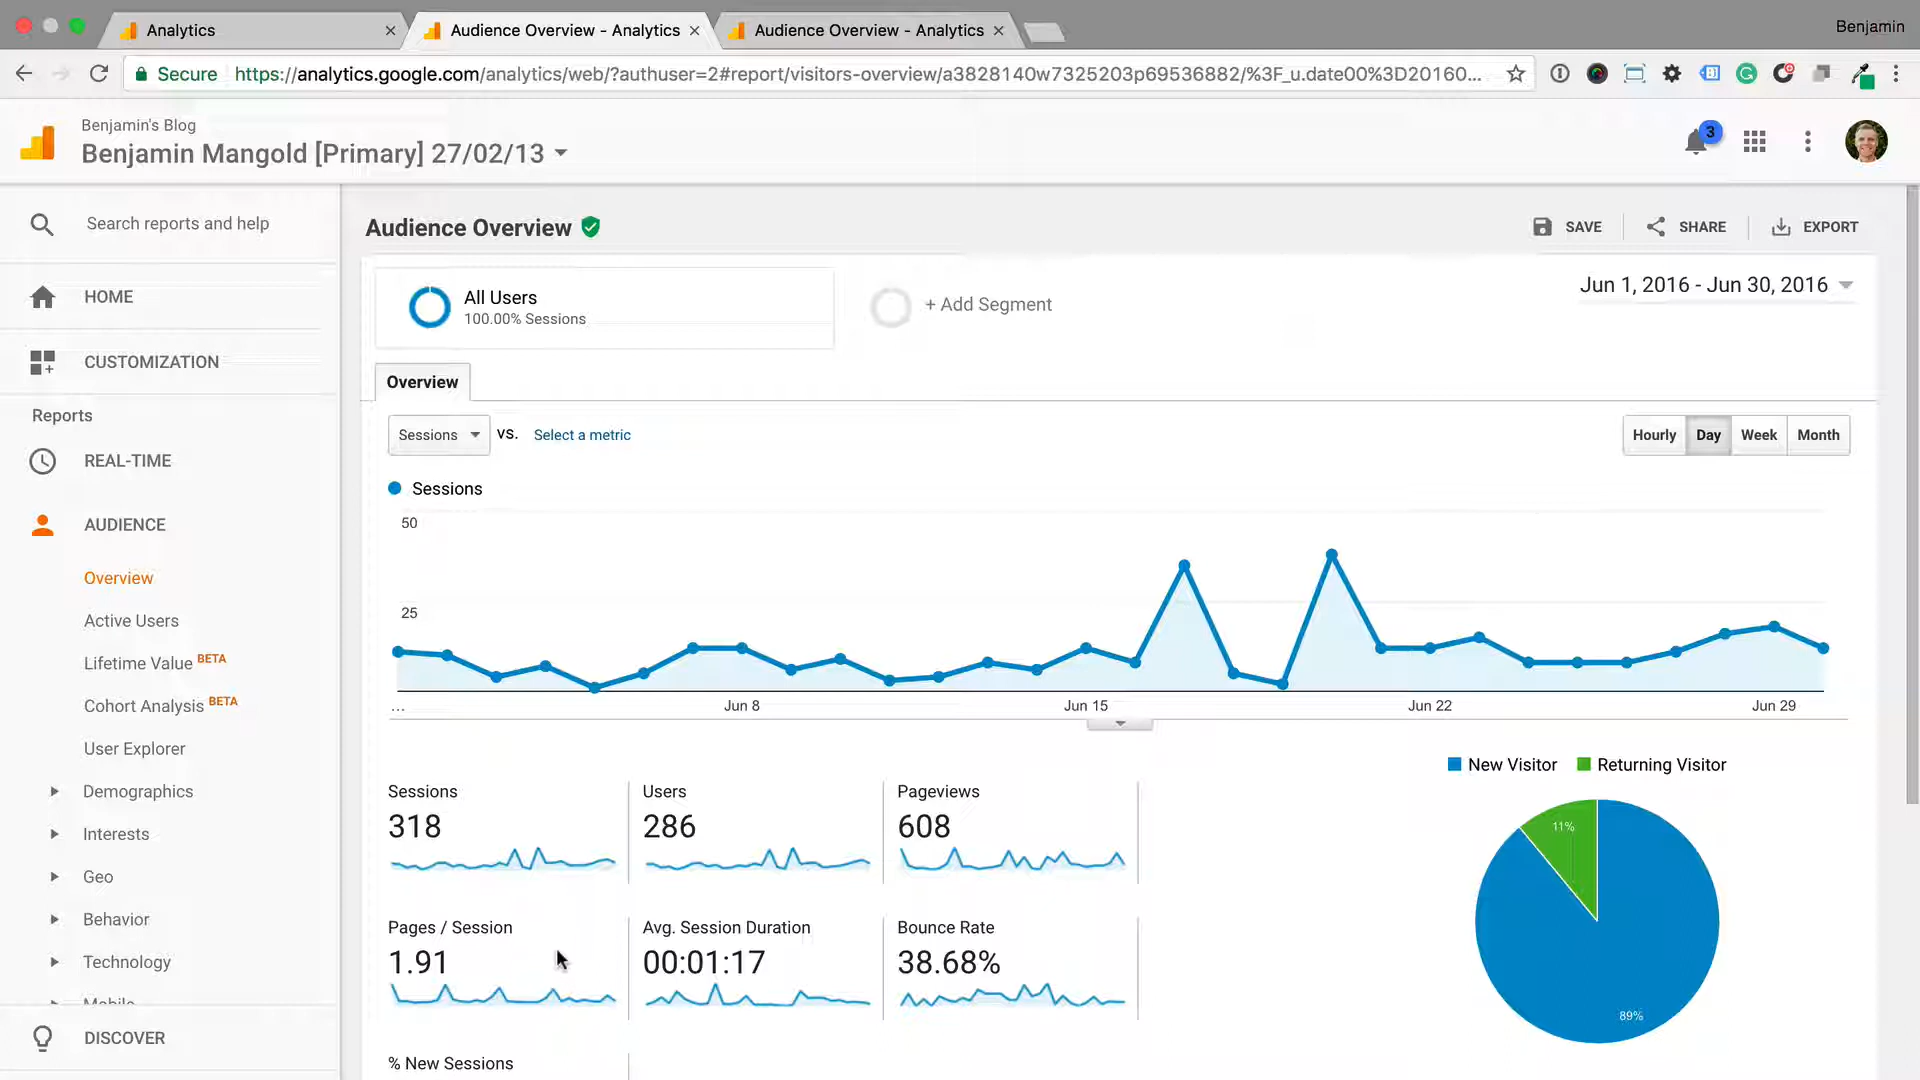 Analytics
Audience Overview - Analytics
Audience Overview - Analytics
Benjamin
Secure https://analytics.google.com/analytics/web/?authuser=2#report/visitors-overview/a3828140w7325203p69536882/%3F_u.date00%3D20160...
Benjamin's Blog
Benjamin Mangold [Primary] 27/02/13
3
Search reports and help
HOME
CUSTOMIZATION
Reports
REAL-TIME
AUDIENCE
Overview
Active Users
Lifetime Value BETA
Cohort Analysis BETA
User Explorer
Demographics
Interests
Geo
Behavior
Technology
Mobile
DISCOVER
Audience Overview
SAVE
SHARE
EXPORT
All Users
100.00% Sessions
+ Add Segment
Jun 1, 2016 - Jun 30, 2016
Overview
Sessions
VS.
Select a metric
Hourly
Day
Week
Month
Sessions
50
25
...
Jun 8
Jun 15
Jun 22
Jun 29
Sessions
318
Users
286
Pageviews
608
Pages / Session
1.91
Avg. Session Duration
00:01:17
Bounce Rate
38.68%
% New Sessions
New Visitor
Returning Visitor
11%
89%